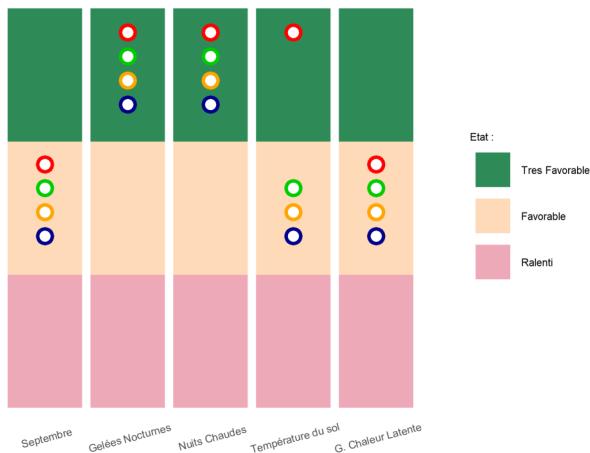 Etat :
Tres Favorable
Favorable
Ralenti
Septembre
Gelées Nocturnes
Nuits Chaudes
Température du sol
G. Chaleur Latente